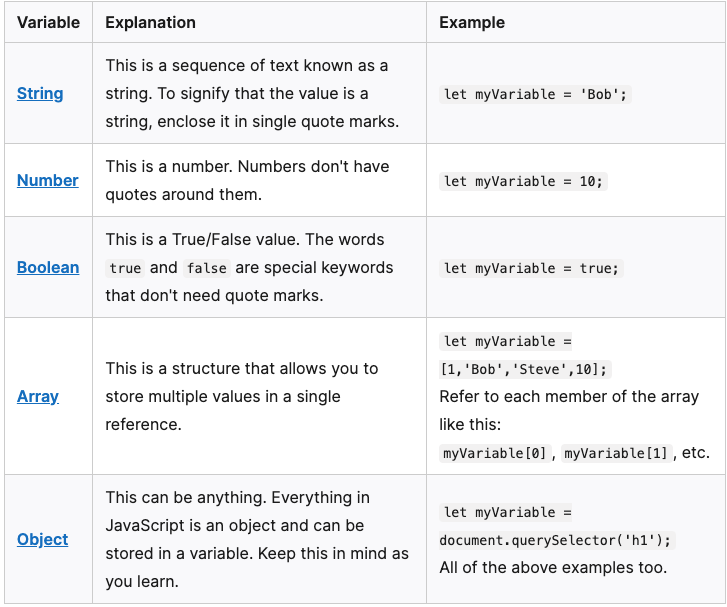 Variable Explanation Example
String
This is a sequence of text known as a
string. To signify that the value is a
string, enclose it in single quote marks.
let myVariable = 'Bob';
Number
This is a number. Numbers don't have
quotes around them.
let myVariable = 10;
Boolean
This is a True/False value. The words
true and false are special keywords
that don't need quote marks.
let myVariable = true;
Array
This is a structure that allows you to
store multiple values in a single
reference.
let myVariable =
[1,'Bob','Steve',10];
Refer to each member of the array
like this:
myVariable[0], myVariable[1], etc.
Object
This can be anything. Everything in
JavaScript is an object and can be
stored in a variable. Keep this in mind as
you learn.
let myVariable =
document.querySelector('h1');
All of the above examples too.